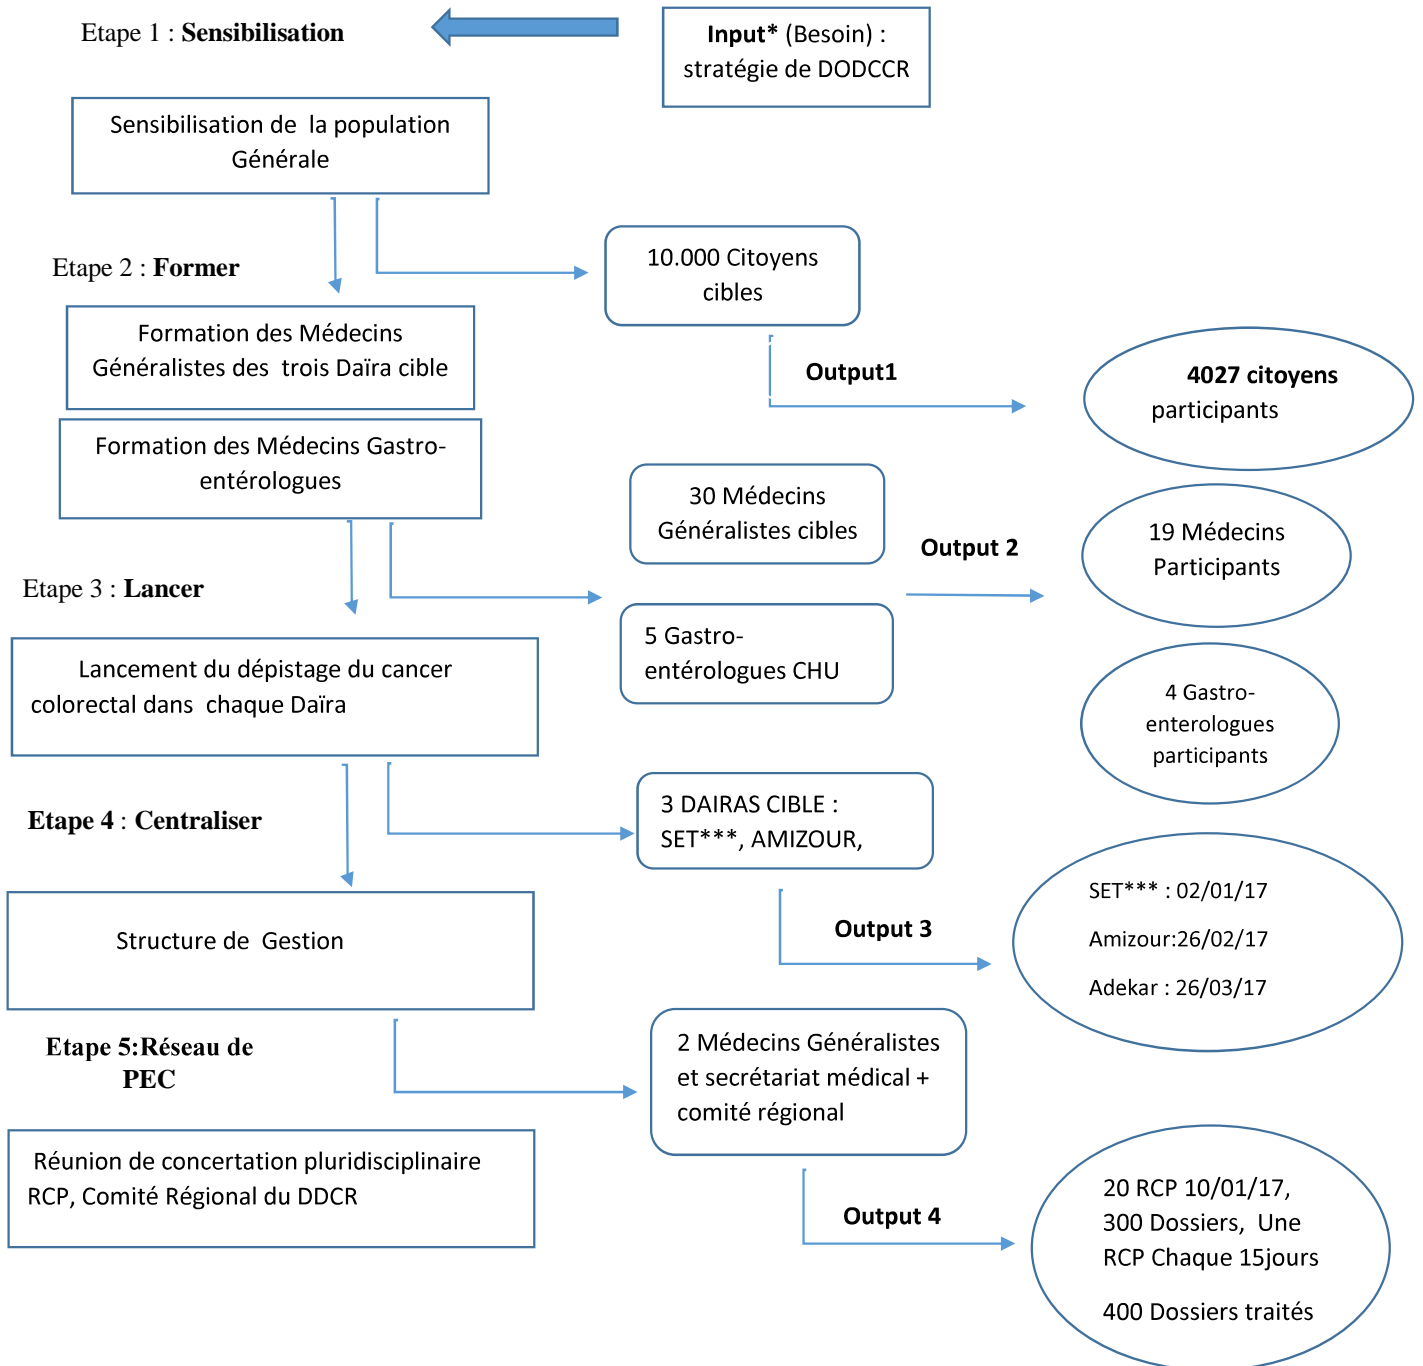 Etape 1 : Sensibilisation
Input* (Besoin) :
stratégie de DODCCR
Sensibilisation de la population
Générale
Etape 2 : Former
10.000 Citoyens
cibles
Formation des Médecins
Généralistes des trois Daïra cible
Output1
4027 citoyens
participants
Formation des Médecins Gastro-
entérologues
30 Médecins
Généralistes cibles
Output 2
19 Médecins
Participants
Etape 3 : Lancer
5 Gastro-
entérologues CHU
Lancement du dépistage du cancer
colorectal dans chaque Daïra
4 Gastro-
enterologues
participants
Etape 4 : Centraliser
3 DAIRAS CIBLE :
SET***, AMIZOUR,
Structure de Gestion
Output 3
SET*** : 02/01/17
Amizour:26/02/17
Adekar : 26/03/17
Etape 5:Réseau de
PEC
2 Médecins Généralistes
et secrétariat médical +
comité régional
Réunion de concertation pluridisciplinaire
RCP, Comité Régional du DDCR
Output 4
20 RCP 10/01/17,
300 Dossiers, Une
RCP Chaque 15jours
400 Dossiers traités